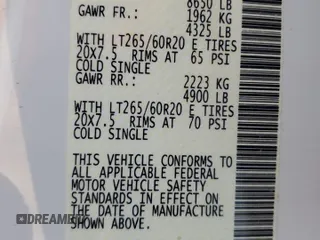 8650 LB
GAWR FR.: 1962 KG
4325 LB
WITH LT265/60R20 E TIRES
20X7.5 RIMS AT 65 PSI
COLD SINGLE
GAWR RR.: 2223 KG
4900 LB
WITH LT265/60R20 E TIRES
20X7.5 RIMS AT 70 PSI
COLD SINGLE
THIS VEHICLE CONFORMS TO
ALL APPLICABLE FEDERAL
MOTOR VEHICLE SAFETY
STANDARDS IN EFFECT ON
THE DATE OF MANUFACTURE
SHOWN ABOVE.